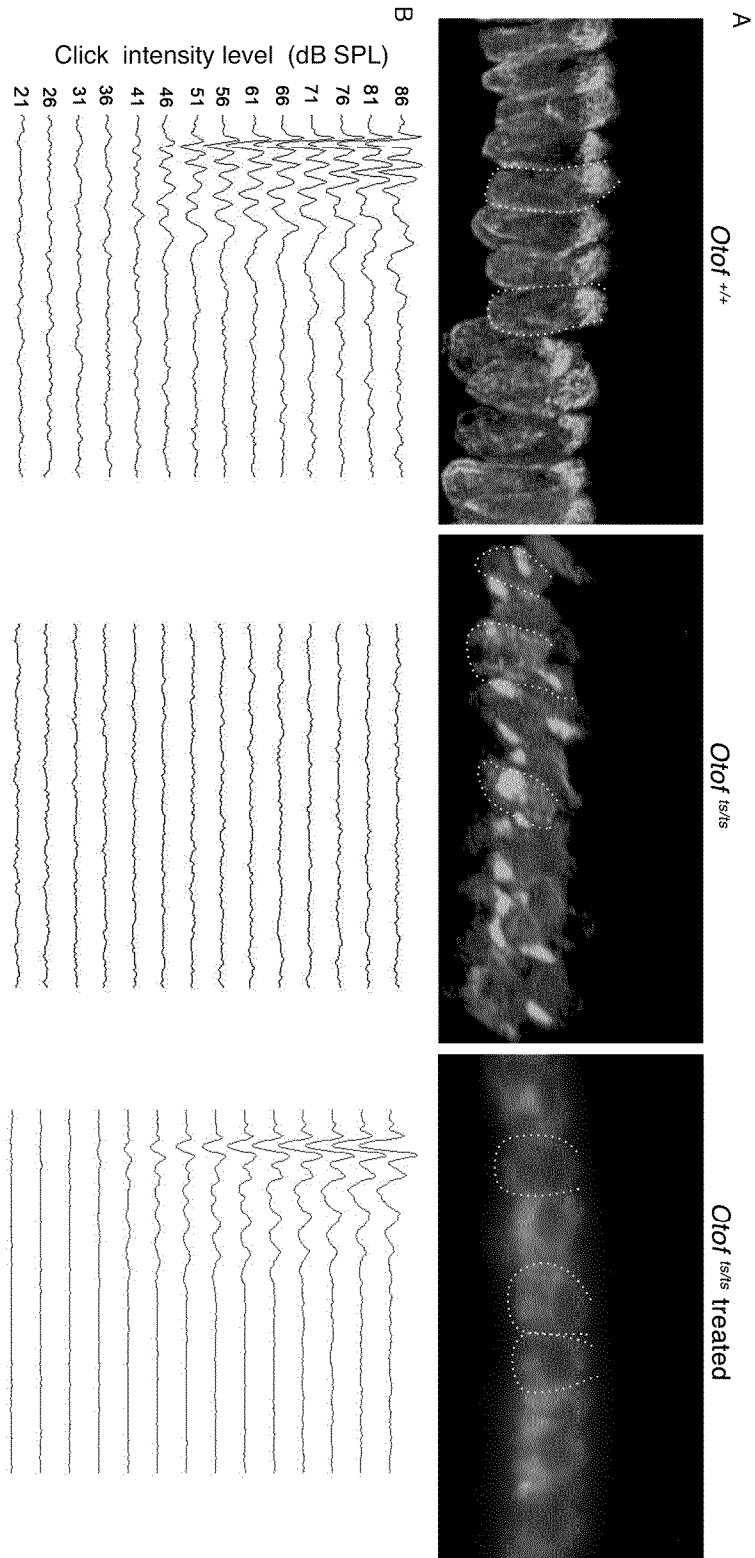 A
Otof +/+
Otof ts/ts
Otof ts/ts treated
B
Click intensity level (dB SPL)
86
81
76
71
66
61
56
51
46
41
36
31
26
21